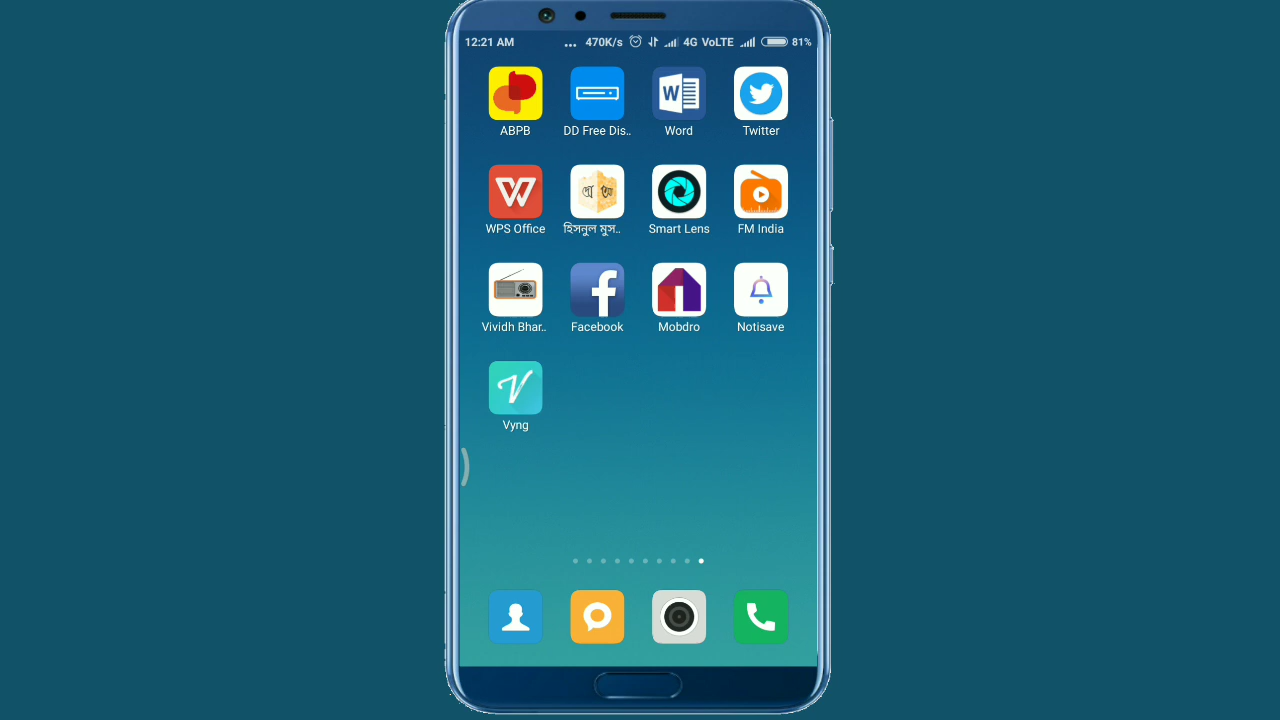 12:21 AM ... 470K/s 4G VoLTE 81%
ABPB DD Free Dis.. Word Twitter
WPS Office হিসনুল মুস.. Smart Lens FM India
Vividh Bhar.. Facebook Mobdro Notisave
Vyng